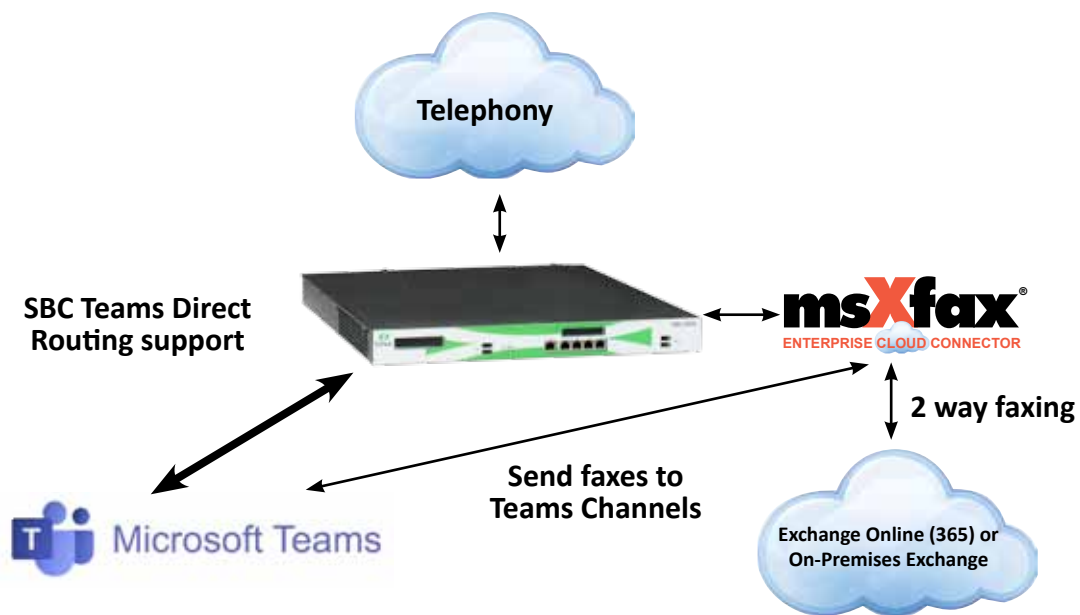 Telephony
SBC Teams Direct
Routing support
msXfax®
ENTERPRISE CLOUD CONNECTOR
2 way faxing
Send faxes to
Teams Channels
T
Microsoft Teams
Exchange Online (365) or
On-Premises Exchange